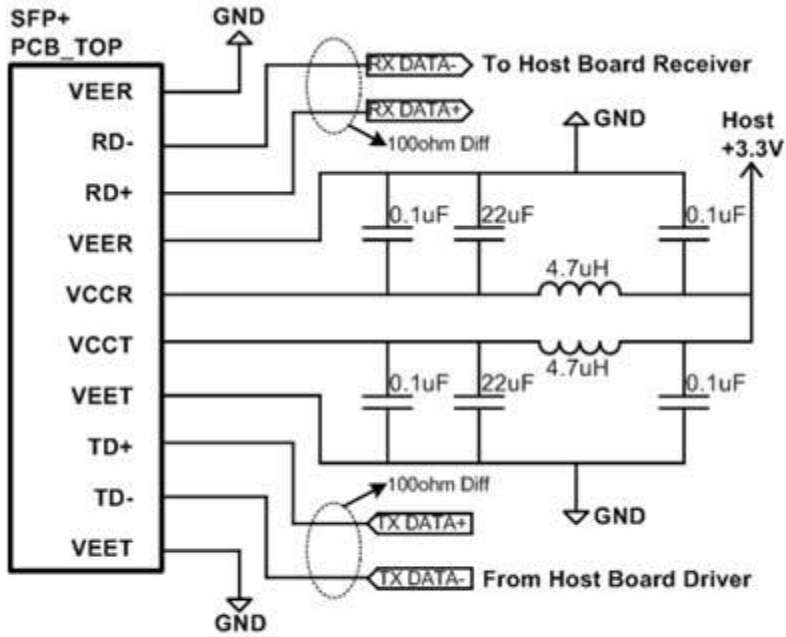 SFP+
PCB_TOP
GND
VEER
RD-
RD+
VEER
VCCR
VCCT
VEET
TD+
TD-
VEET
RX DATA-
To Host Board Receiver
RX DATA+
100ohm Diff
GND
Host
+3.3V
0.1uF
22uF
0.1uF
4.7uH
4.7uH
0.1uF
22uF
0.1uF
100ohm Diff
GND
TX DATA+
TX DATA-
From Host Board Driver
GND